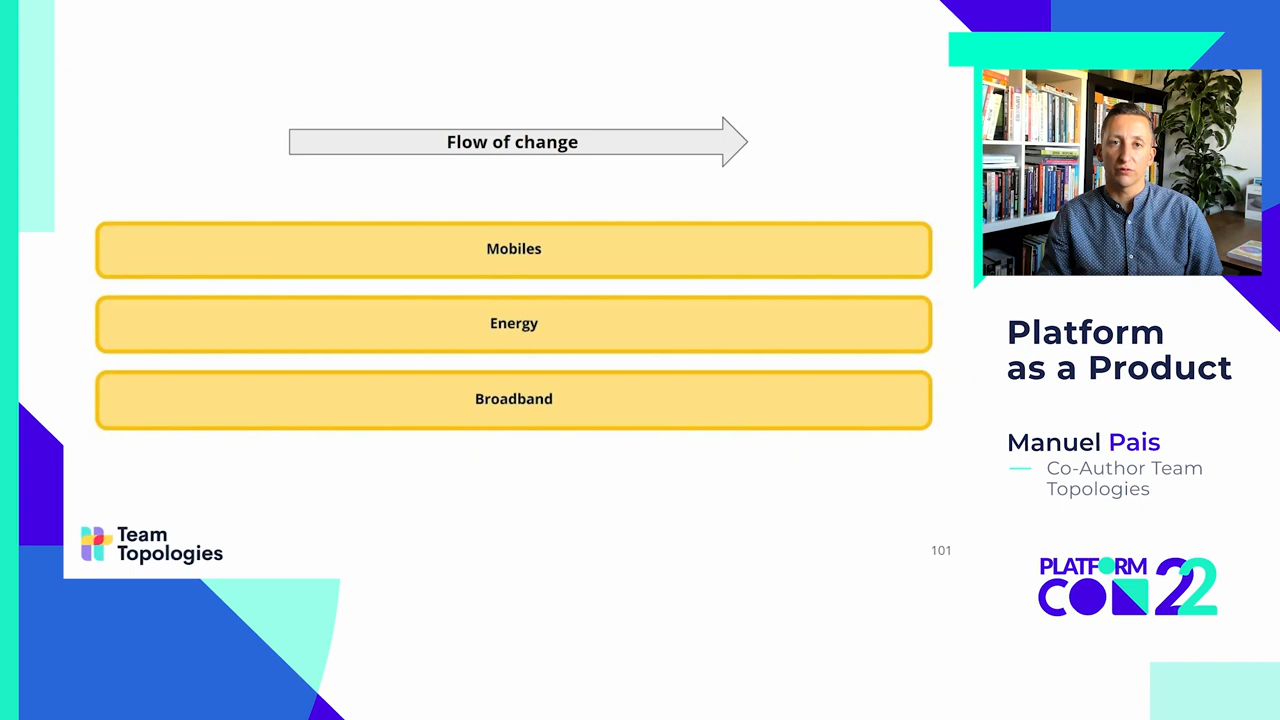 Flow of change
Mobiles
Energy
Broadband
Team
Topologies
101
Platform
as a Product
Manuel Pais
Co-Author Team
Topologies
PLATFORM
CON22